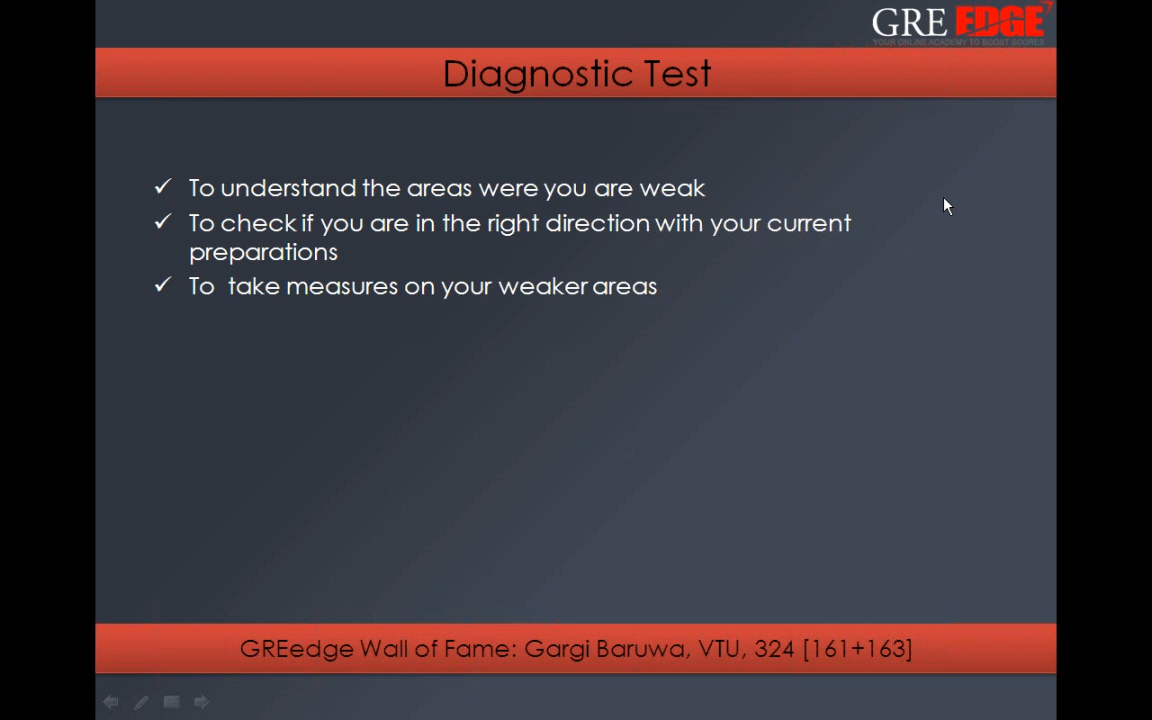 GRE EDGE
YOUR ONLINE ACADEMY TO BOOST SCORES
Diagnostic Test
✓ To understand the areas were you are weak
✓ To check if you are in the right direction with your current
preparations
✓ To take measures on your weaker areas
GREedge Wall of Fame: Gargi Baruwa, VTU, 324 [161+163]